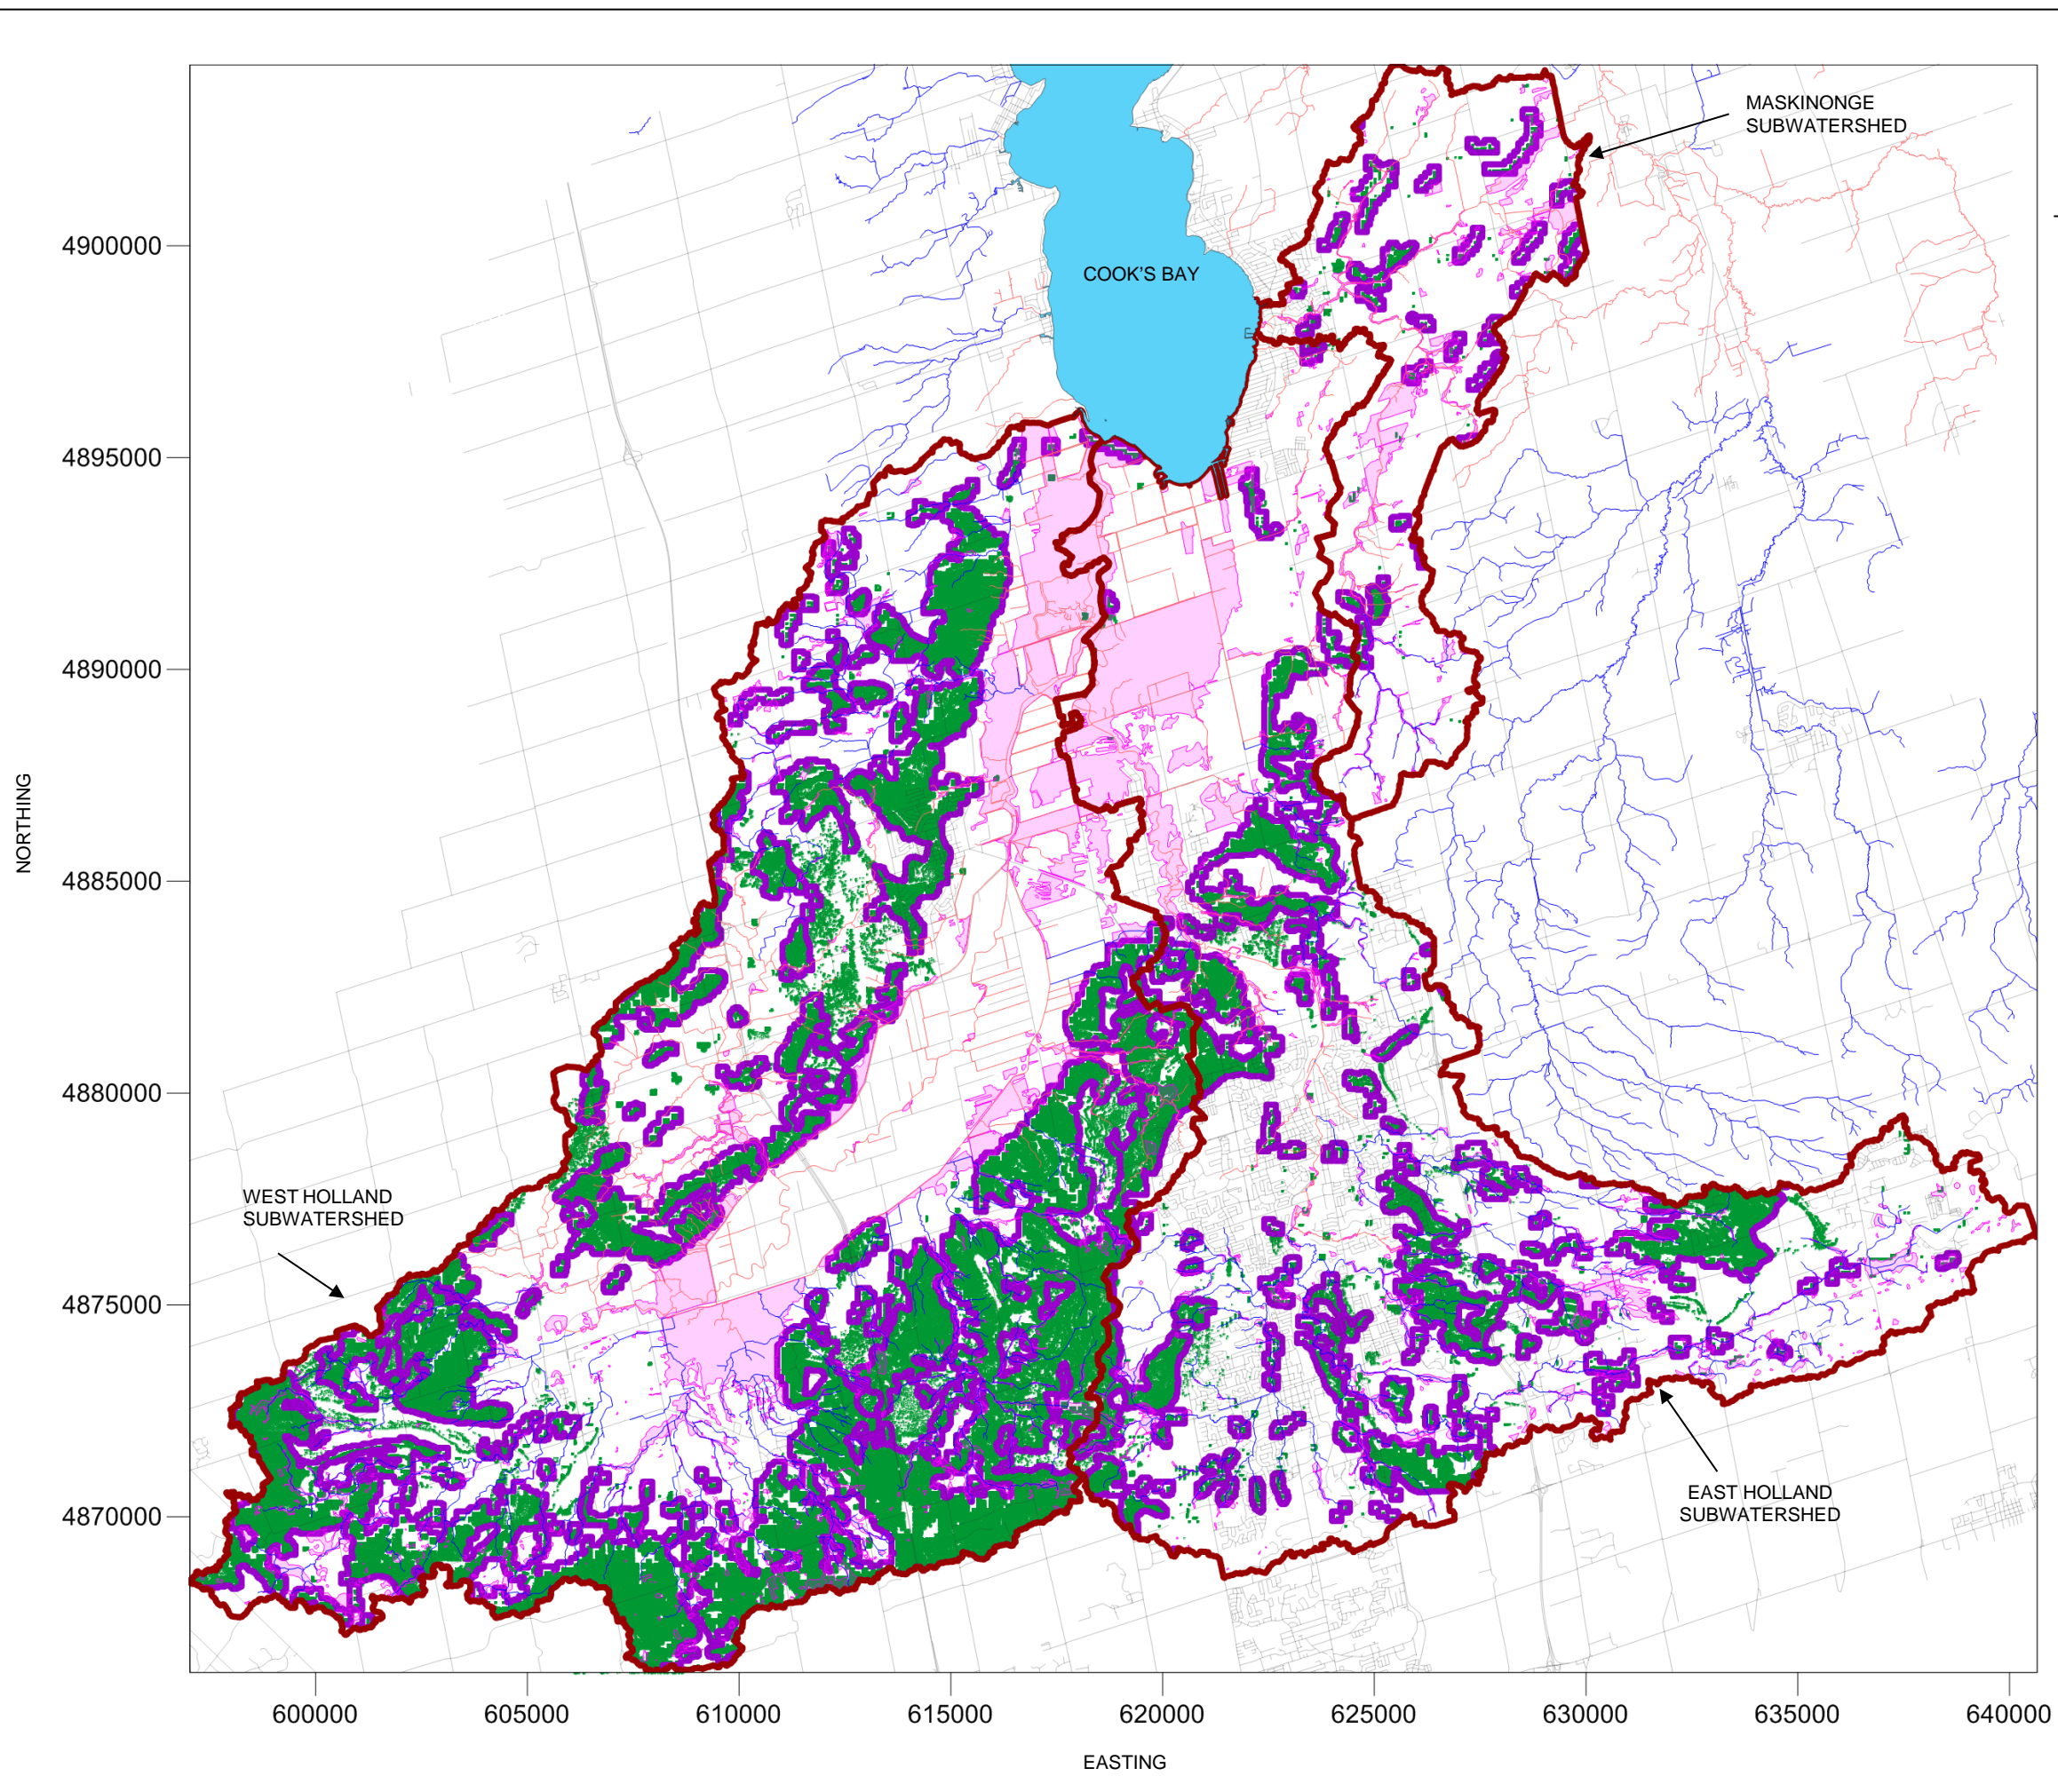 MASKINONGE
SUBWATERSHED
COOK'S BAY
4900000
4895000
4890000
4885000
4880000
4875000
4870000
NORTHING
WEST HOLLAND
SUBWATERSHED
EAST HOLLAND
SUBWATERSHED
600000
605000
610000
615000
620000
625000
630000
635000
640000
EASTING